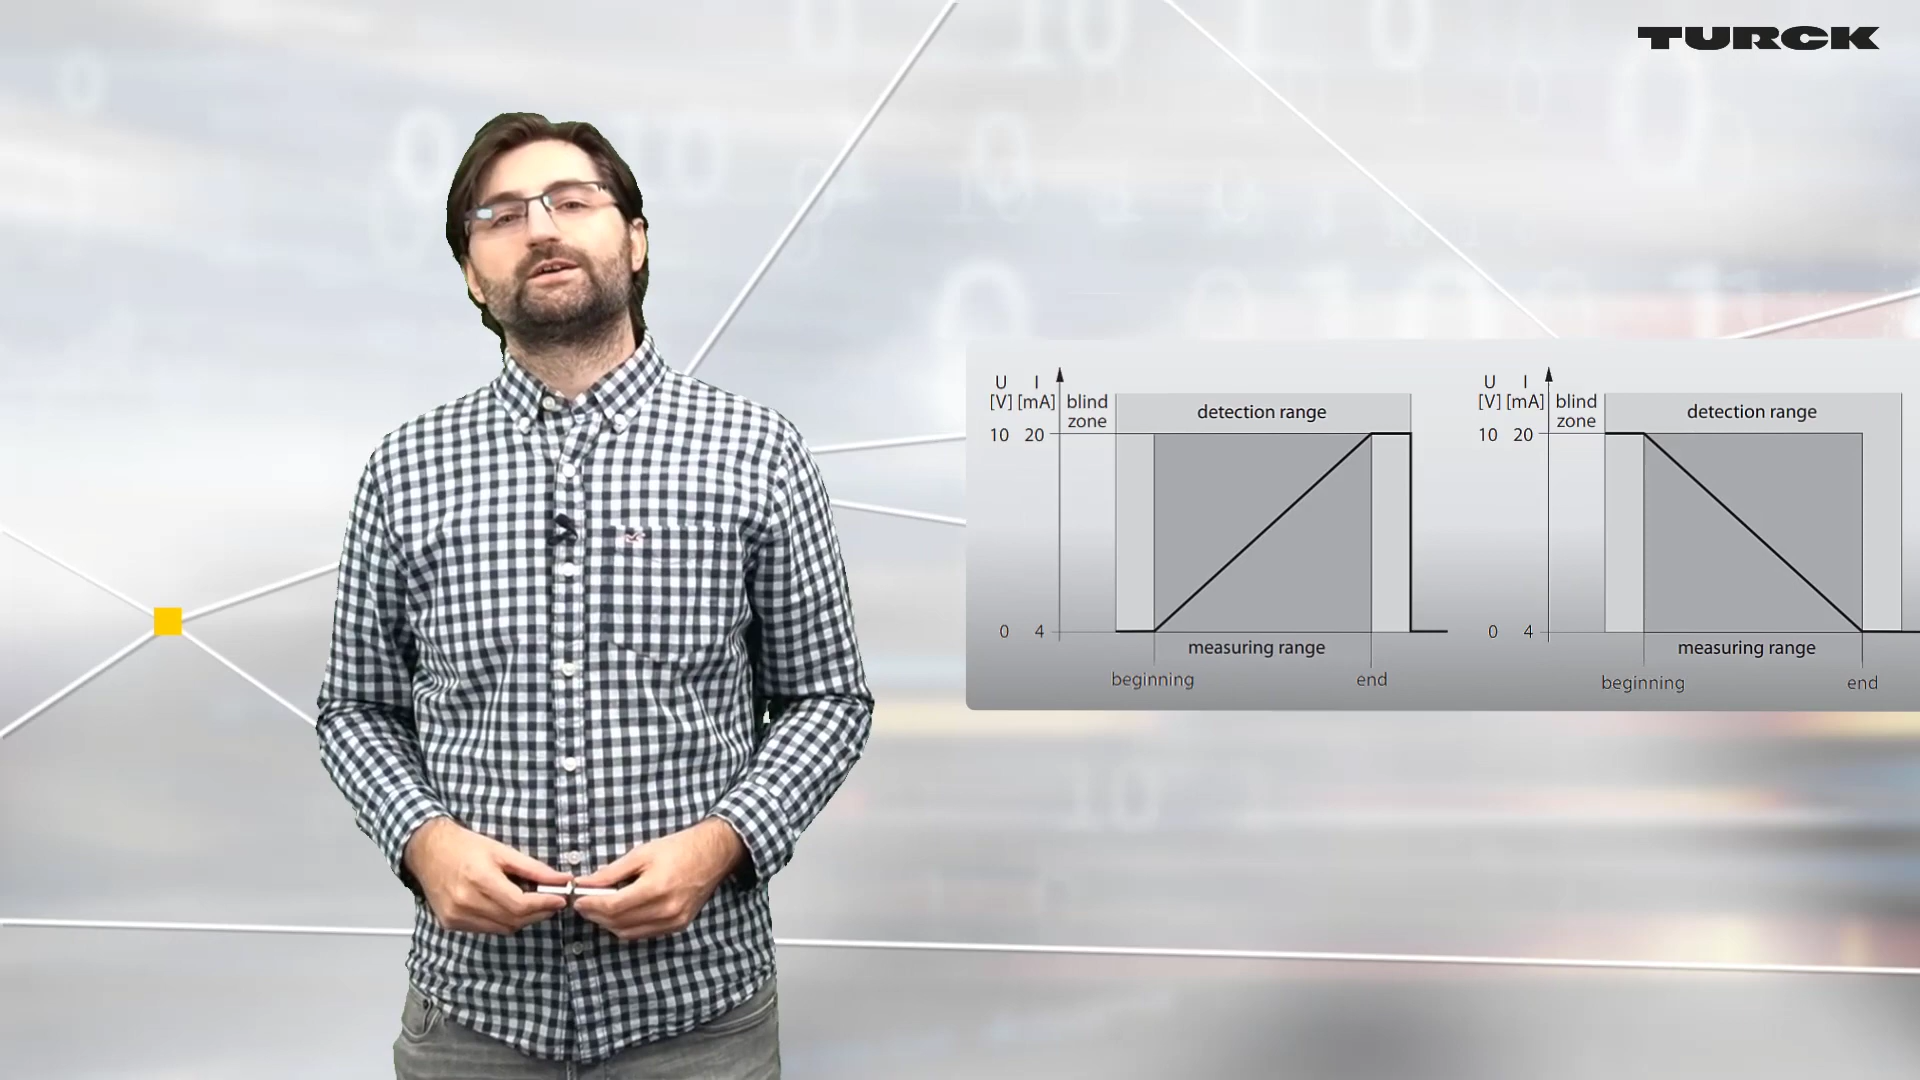 TURCK
U I
[V] [mA] blind zone
detection range
10 20
0 4
measuring range
beginning end
U I
[V] [mA] blind zone
detection range
10 20
0 4
measuring range
beginning end